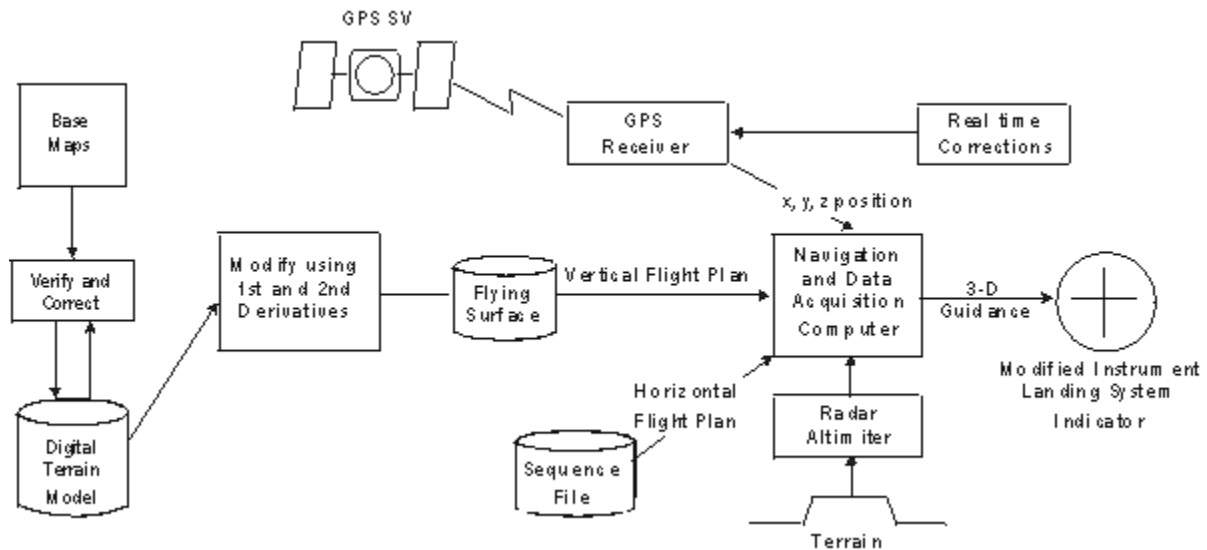 GPS SV
Base
Maps
GPS
Receiver
Real time
Corrections
x, y, z position
Verify and
Correct
Modify using
1st and 2nd
Derivatives
Flying
Surface
Vertical Flight Plan
Navigation
and Data
Acquisition
Computer
3-D
Guidance
Modified Instrument
Landing System
Indicator
Horizontal
Flight Plan
Radar
Altimiter
Digital
Terrain
Model
Sequence
File
Terrain